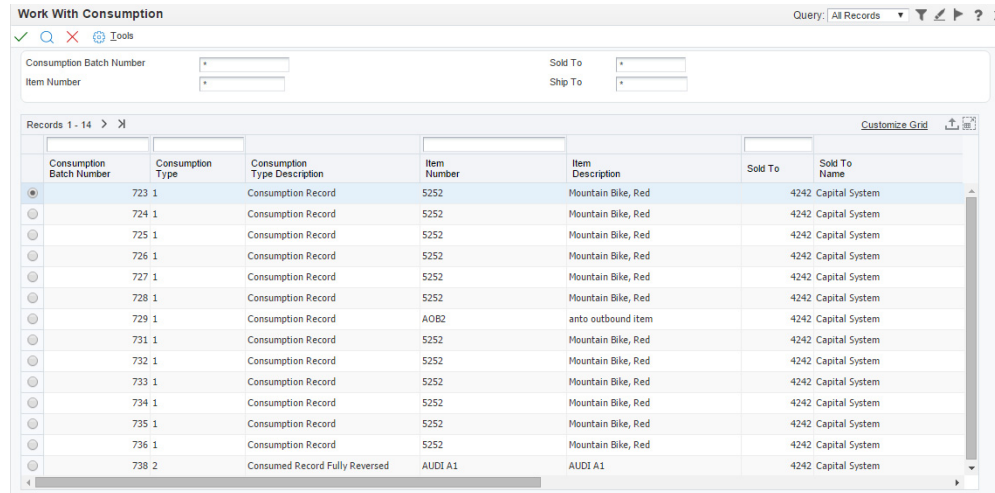 Work With Consumption Query: All Records
Tools
Consumption Batch Number * Sold To *
Item Number * Ship To *
Records 1 - 14 Customize Grid
Consumption Batch Number Consumption Type Consumption Type Description Item Number Item Description Sold To Sold To Name
723 1 Consumption Record 5252 Mountain Bike, Red 4242 Capital System
724 1 Consumption Record 5252 Mountain Bike, Red 4242 Capital System
725 1 Consumption Record 5252 Mountain Bike, Red 4242 Capital System
726 1 Consumption Record 5252 Mountain Bike, Red 4242 Capital System
727 1 Consumption Record 5252 Mountain Bike, Red 4242 Capital System
728 1 Consumption Record 5252 Mountain Bike, Red 4242 Capital System
729 1 Consumption Record AOB2 anto outbound item 4242 Capital System
731 1 Consumption Record 5252 Mountain Bike, Red 4242 Capital System
732 1 Consumption Record 5252 Mountain Bike, Red 4242 Capital System
733 1 Consumption Record 5252 Mountain Bike, Red 4242 Capital System
734 1 Consumption Record 5252 Mountain Bike, Red 4242 Capital System
735 1 Consumption Record 5252 Mountain Bike, Red 4242 Capital System
736 1 Consumption Record 5252 Mountain Bike, Red 4242 Capital System
738 2 Consumed Record Fully Reversed AUDI A1 AUDI A1 4242 Capital System